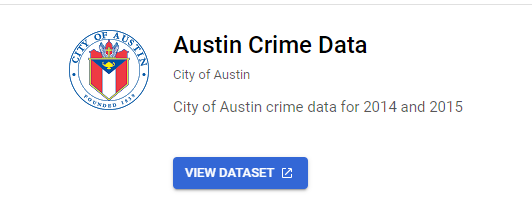 CITY OF AUSTIN
FOUNDED 1839
Austin Crime Data
City of Austin
City of Austin crime data for 2014 and 2015
VIEW DATASET